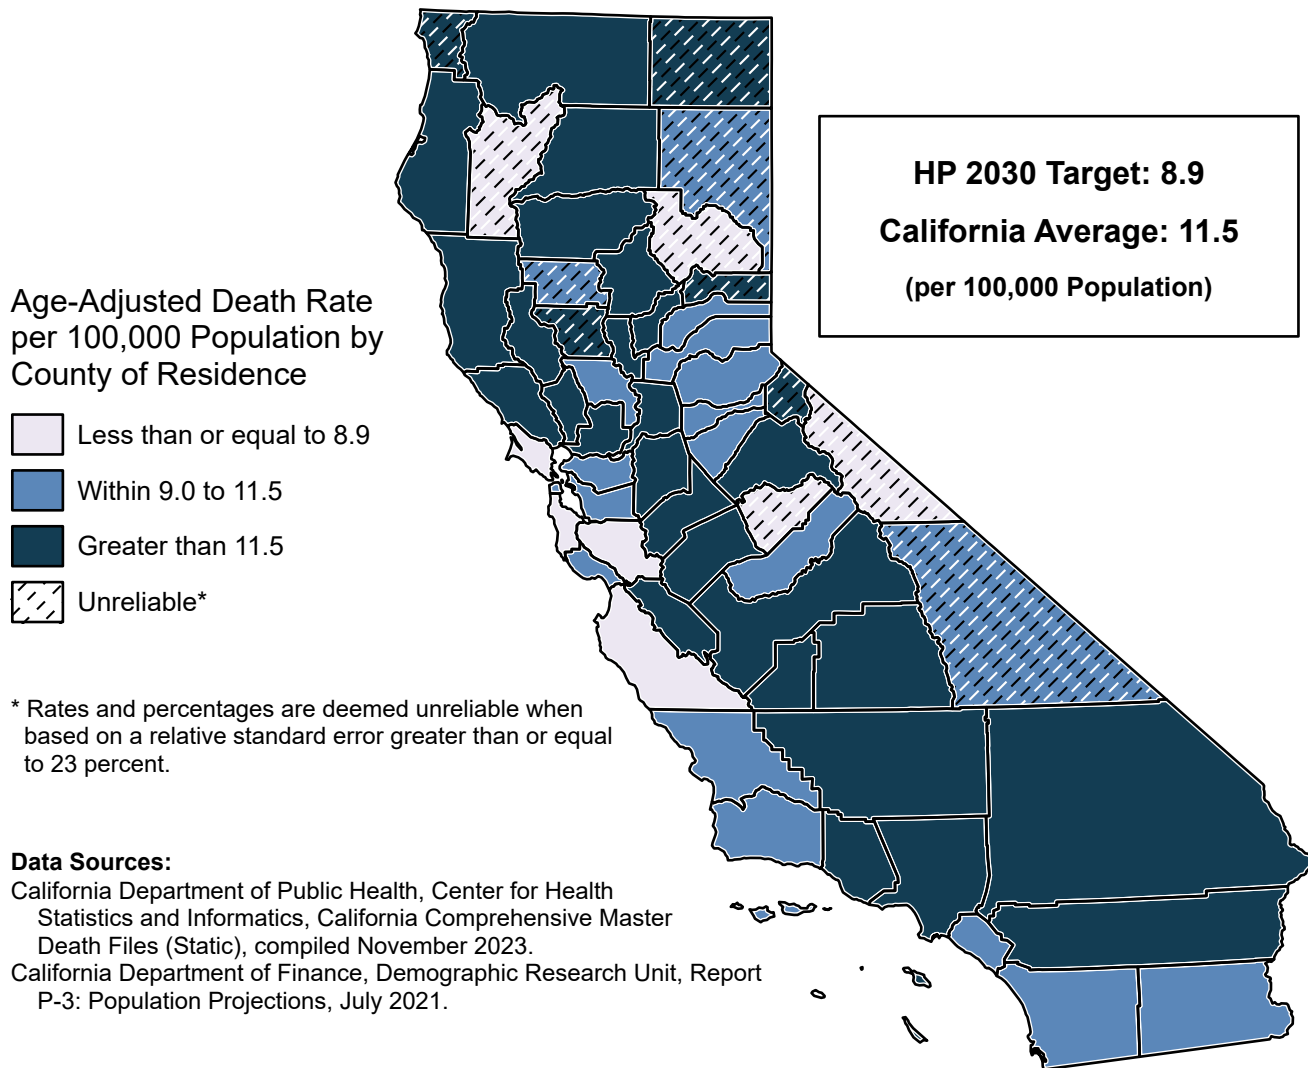 HP 2030 Target: 8.9
California Average: 11.5
(per 100,000 Population)
Age-Adjusted Death Rate
per 100,000 Population by
County of Residence
Less than or equal to 8.9
Within 9.0 to 11.5
Greater than 11.5
Unreliable*
* Rates and percentages are deemed unreliable when
based on a relative standard error greater than or equal
to 23 percent.
Data Sources:
California Department of Public Health, Center for Health
Statistics and Informatics, California Comprehensive Master
Death Files (Static), compiled November 2023.
California Department of Finance, Demographic Research Unit, Report
P-3: Population Projections, July 2021.